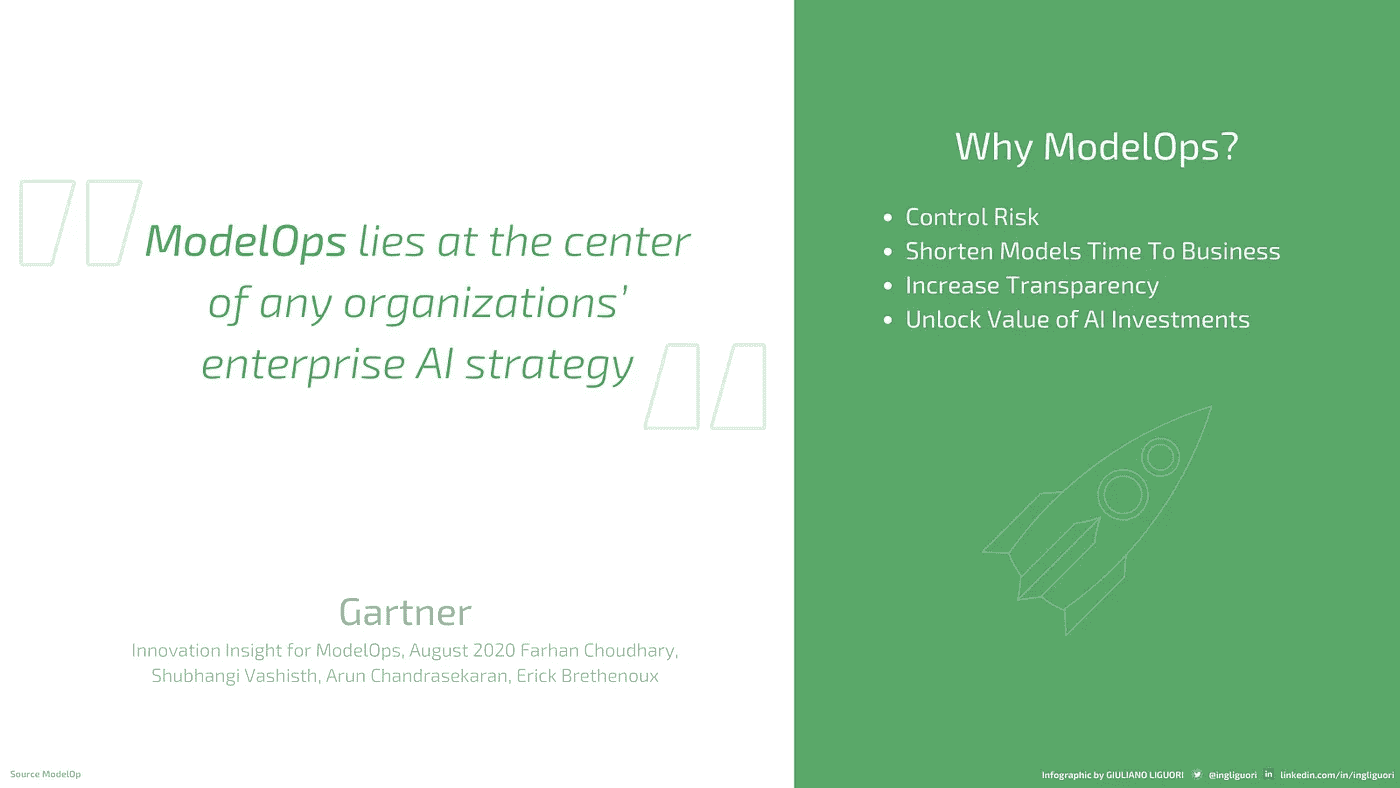 ModelOps lies at the center
of any organizations’
enterprise AI strategy
Gartner
Innovation Insight for ModelOps, August 2020 Farhan Choudhary,
Shubhangi Vashisth, Arun Chandrasekaran, Erick Brethenoux
Source ModelOp
Why ModelOps?
• Control Risk
• Shorten Models Time To Business
• Increase Transparency
• Unlock Value of AI Investments
Infographic by GIULIANO LIGUORI @ingliguori in linkedin.com/in/ingliguori